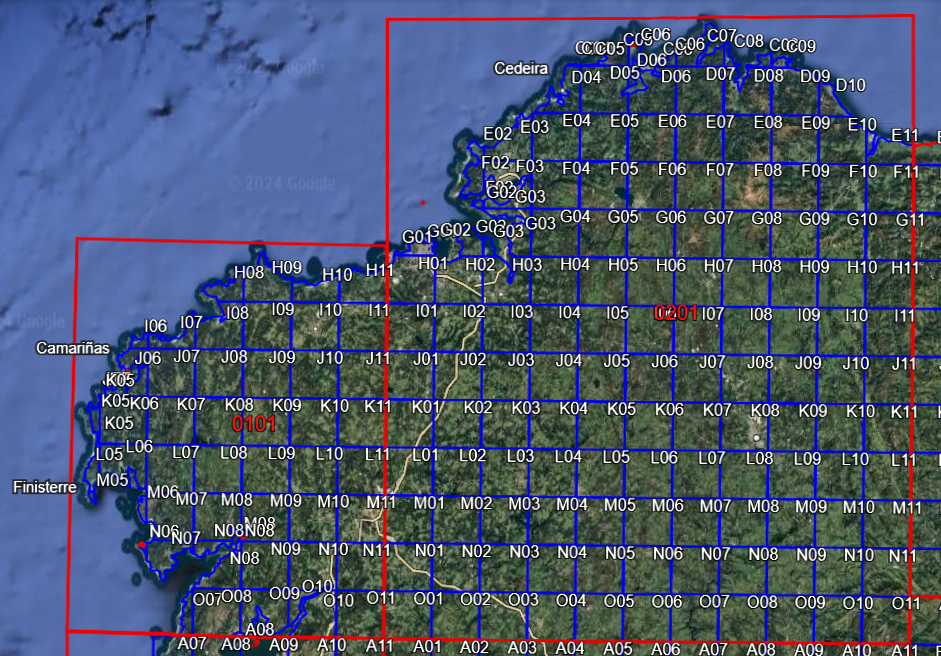 C06 C07
C05 C05 C06 C08 C09
Cedeira D04 D05 D06 D06 D07 D08 D09 D10
E02 E03 E04 E05 E06 E07 E08 E09 E10 E11
F02 F03 F04 F05 F06 F07 F08 F09 F10 F11
© 2024 Google
G02 G03
G01 G02 G03 G03 G03 G04 G05 G06 G07 G08 G09 G10 G11
H08 H09 H10 H11 H01 H02 H03 H04 H05 H06 H07 H08 H09 H10 H11
I06 I07 I08 I09 I10 I11 I01 I02 I03 I04 I05 0201 I07 I08 I09 I10 I11
Google
Camariñas J06 J07 J08 J09 J10 J11 J01 J02 J03 J04 J05 J06 J07 J08 J09 J10 J11
K05
K05 K06 K07 K08 K09 K10 K11 K01 K02 K03 K04 K05 K06 K07 K08 K09 K10 K11
K05 0101
L05 L06 L07 L08 L09 L10 L11 L01 L02 L03 L04 L05 L06 L07 L08 L09 L10 L11
Finisterre M05 M06 M07 M08 M09 M10 M11 M01 M02 M03 M04 M05 M06 M07 M08 M09 M10 M11
M08
N06 N07 N08 N08
N08 N09 N10 N11 N01 N02 N03 N04 N05 N06 N07 N08 N09 N10 N11
O07 O08 O09 O10 O10 O11 O01 O02 O03 O04 O05 O06 O07 O08 O09 O10 O11
A08
A07 A08 A09 A10 A11 A01 A02 A03 A04 A05 A06 A07 A08 A09 A10 A11